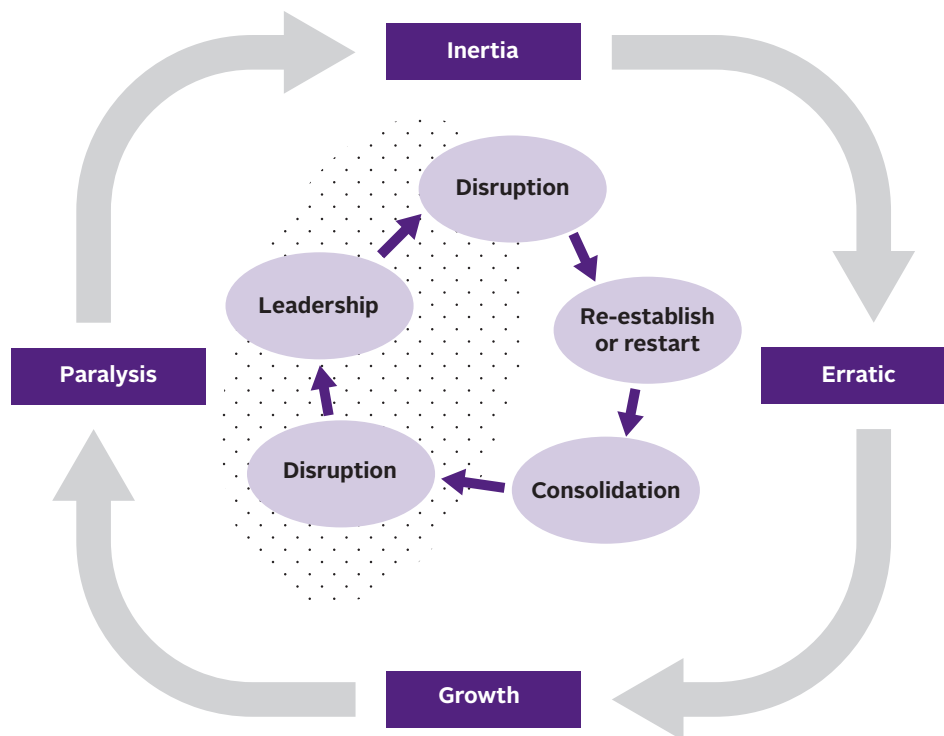 Inertia
Disruption
Leadership
Re-establish
or restart
Paralysis
Erratic
Disruption
Consolidation
Growth